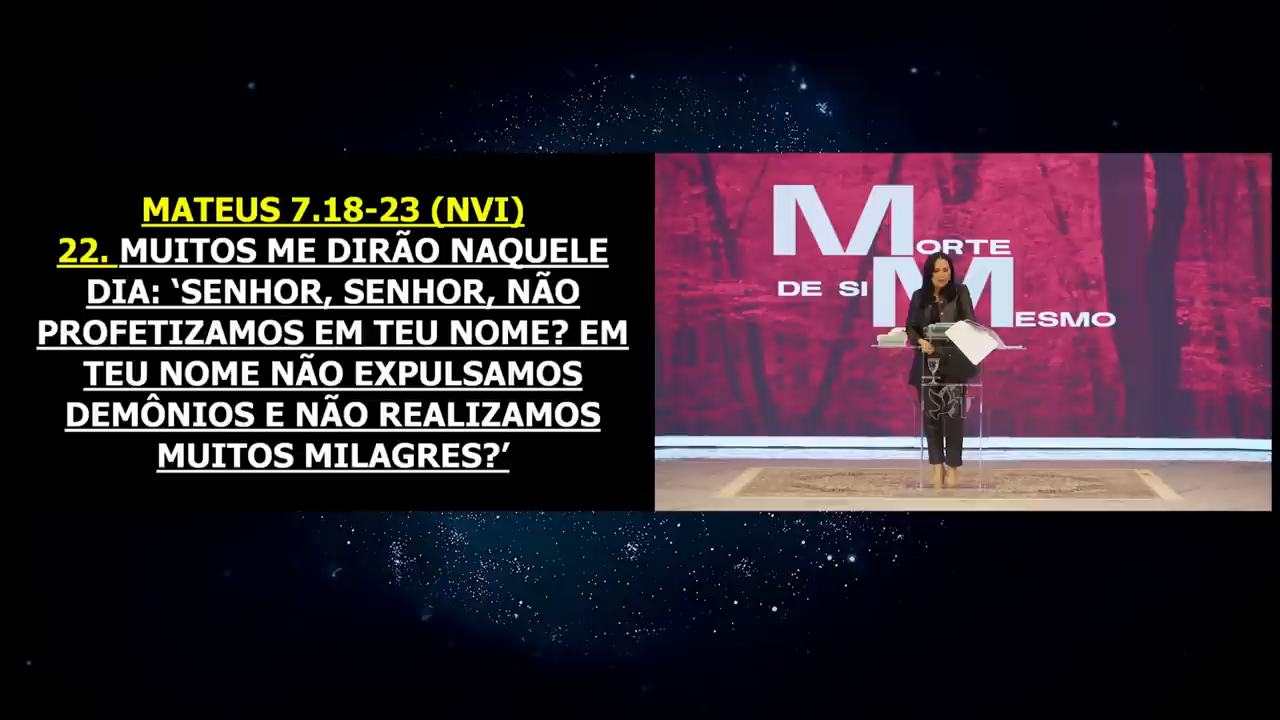 MATEUS 7.18-23 (NVI)
22. MUITOS ME DIRÃO NAQUELE
DIA: ‘SENHOR, SENHOR, NÃO
PROFETIZAMOS EM TEU NOME? EM
TEU NOME NÃO EXPULSAMOS
DEMÔNIOS E NÃO REALIZAMOS
MUITOS MILAGRES?’
MORTE
DE SI MESMO